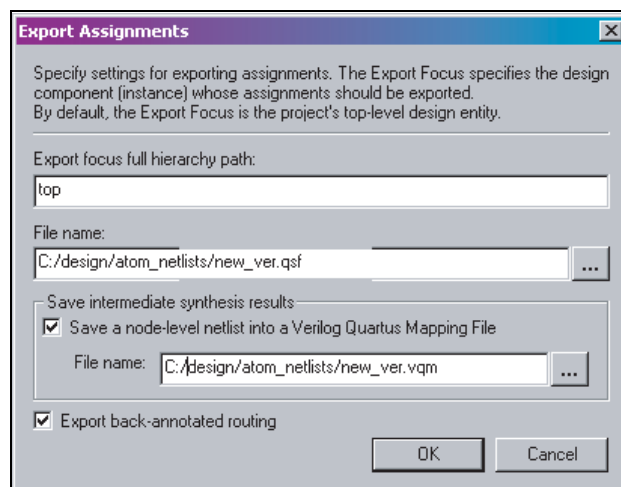 Export Assignments
Specify settings for exporting assignments. The Export Focus specifies the design
component (instance) whose assignments should be exported.
By default, the Export Focus is the project's top-level design entity.
Export focus full hierarchy path:
top
File name:
C:/design/atom_netlists/new_ver.qsf
...
Save intermediate synthesis results
Save a node-level netlist into a Verilog Quartus Mapping File
File name: C:/design/atom_netlists/new_ver.vqm ...
Export back-annotated routing
OK Cancel